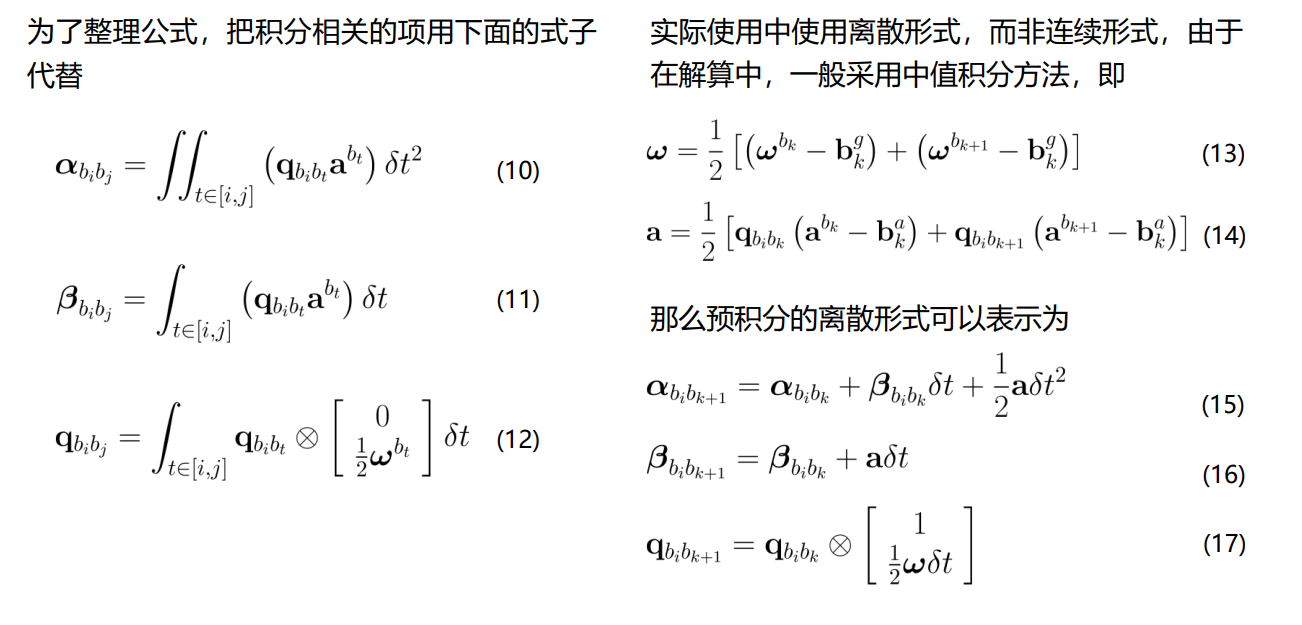 为了整理公式，把积分相关的项用下面的式子
代替
$\boldsymbol{\alpha}_{b_i b_j} = \iint_{t \in [i,j]} \left( \mathbf{q}_{b_i b_t} \mathbf{a}^{b_t} \right) \delta t^2$ (10)
$\boldsymbol{\beta}_{b_i b_j} = \int_{t \in [i,j]} \left( \mathbf{q}_{b_i b_t} \mathbf{a}^{b_t} \right) \delta t$ (11)
$\mathbf{q}_{b_i b_j} = \int_{t \in [i,j]} \mathbf{q}_{b_i b_t} \otimes \begin{bmatrix} 0 \\ \frac{1}{2} \boldsymbol{\omega}^{b_t} \end{bmatrix} \delta t$ (12)
实际使用中使用离散形式，而非连续形式，由于
在解算中，一般采用中值积分方法，即
$\boldsymbol{\omega} = \frac{1}{2} \left[ \left( \boldsymbol{\omega}^{b_k} - \mathbf{b}_k^g \right) + \left( \boldsymbol{\omega}^{b_{k+1}} - \mathbf{b}_k^g \right) \right]$ (13)
$\mathbf{a} = \frac{1}{2} \left[ \mathbf{q}_{b_i b_k} \left( \mathbf{a}^{b_k} - \mathbf{b}_k^a \right) + \mathbf{q}_{b_i b_{k+1}} \left( \mathbf{a}^{b_{k+1}} - \mathbf{b}_k^a \right) \right]$ (14)
那么预积分的离散形式可以表示为
$\boldsymbol{\alpha}_{b_i b_{k+1}} = \boldsymbol{\alpha}_{b_i b_k} + \boldsymbol{\beta}_{b_i b_k} \delta t + \frac{1}{2} \mathbf{a} \delta t^2$ (15)
$\boldsymbol{\beta}_{b_i b_{k+1}} = \boldsymbol{\beta}_{b_i b_k} + \mathbf{a} \delta t$ (16)
$\mathbf{q}_{b_i b_{k+1}} = \mathbf{q}_{b_i b_k} \otimes \begin{bmatrix} 1 \\ \frac{1}{2} \boldsymbol{\omega} \delta t \end{bmatrix}$ (17)